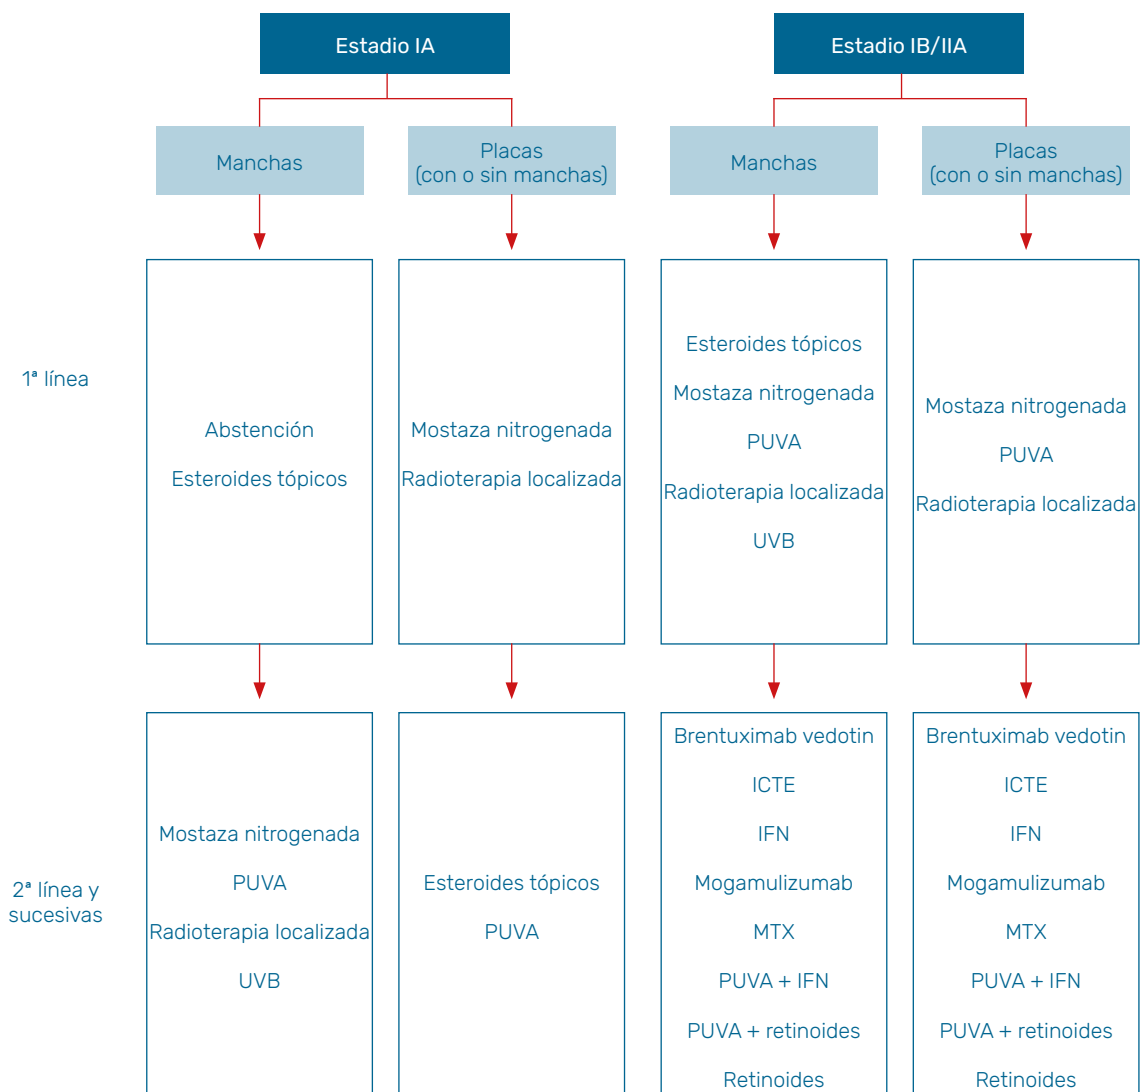 Estadio IA
Estadio IB/IIA
Manchas
Placas
(con o sin manchas)
Manchas
Placas
(con o sin manchas)
1ª línea
Abstención
Esteroides tópicos
Mostaza nitrogenada
Radioterapia localizada
Esteroides tópicos
Mostaza nitrogenada
PUVA
Radioterapia localizada
UVB
Mostaza nitrogenada
PUVA
Radioterapia localizada
2ª línea y
sucesivas
Mostaza nitrogenada
PUVA
Radioterapia localizada
UVB
Esteroides tópicos
PUVA
Brentuximab vedotin
ICTE
IFN
Mogamulizumab
MTX
PUVA + IFN
PUVA + retinoides
Retinoides
Brentuximab vedotin
ICTE
IFN
Mogamulizumab
MTX
PUVA + IFN
PUVA + retinoides
Retinoides